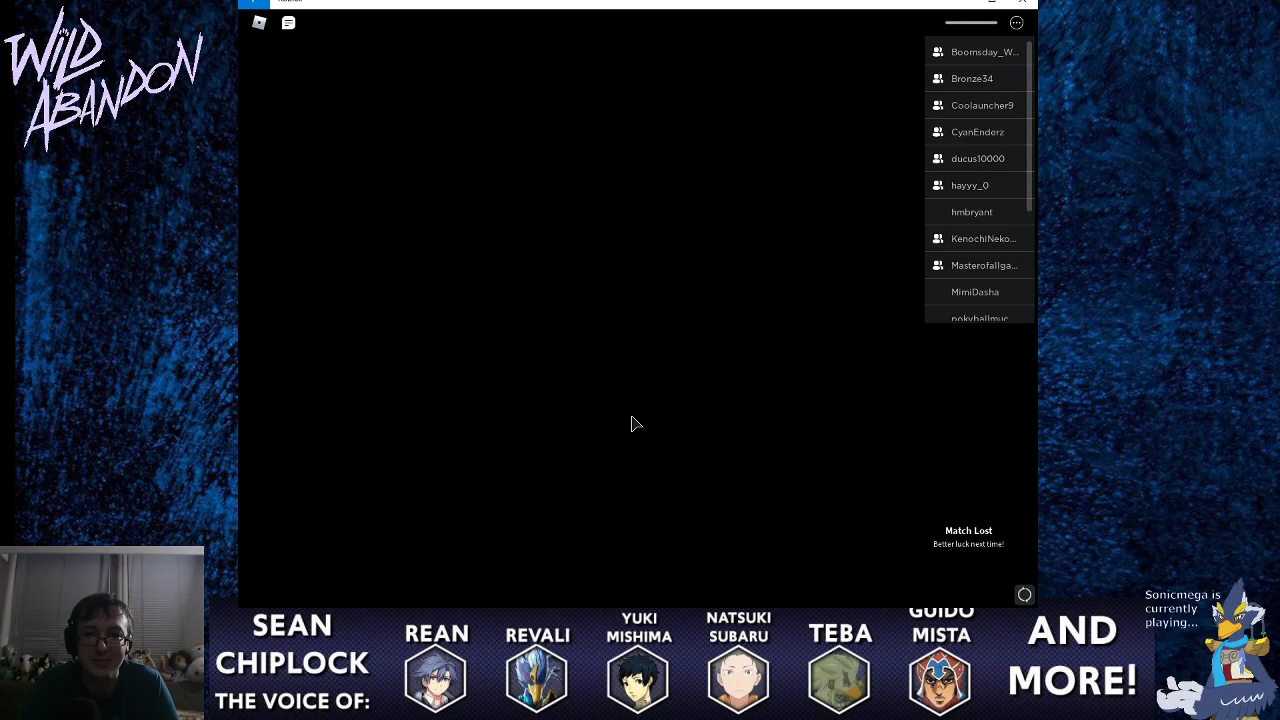 WiLD
ABANDON
Boomsday_W...
Bronze34
Coolauncher9
CyanEnderz
ducus10000
hayyy_0
hmbryant
KenochiNeko...
Masterofallga...
MimiDasha
pokyballmuc
Match Lost
Better luck next time!
Sonicmega is
currently
playing...
SEAN
CHIPLOCK
THE VOICE OF:
REAN
REVALI
YUKI
MISHIMA
NATSUKI
SUBARU
TEBA
GUIDO
MISTA
AND
MORE!